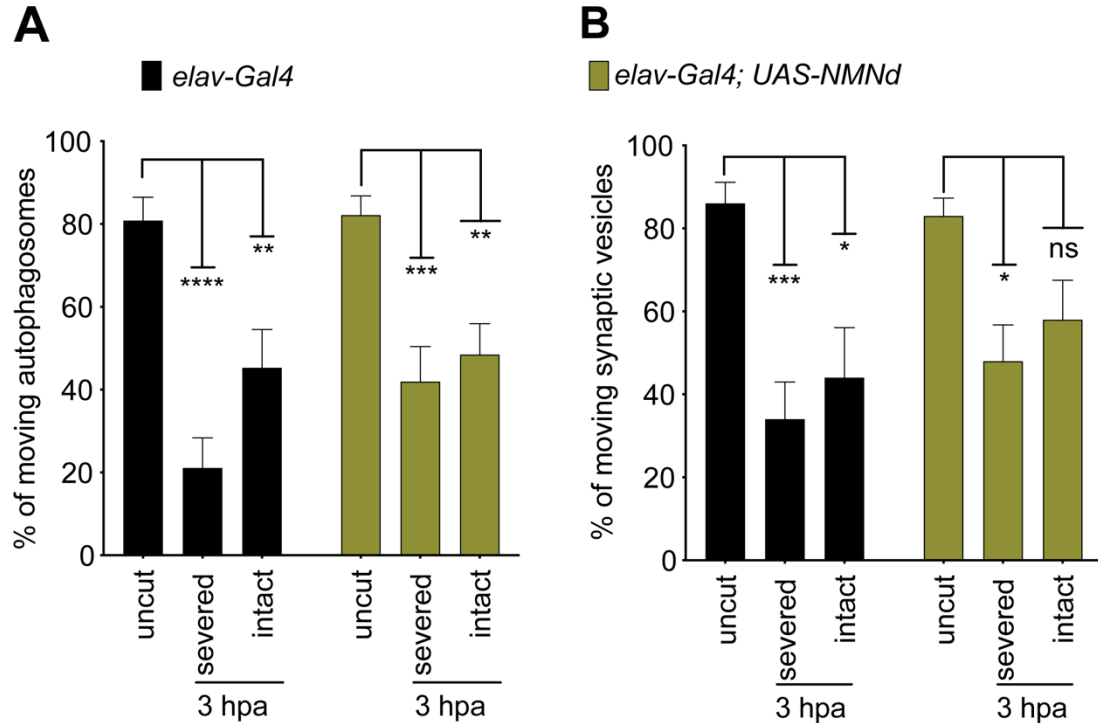 A
elav-Gal4
% of moving autophagosomes
100
80
60
40
20
0
****
**
***
**
uncut
severed
intact
3 hpa
uncut
severed
intact
3 hpa
B
elav-Gal4; UAS-NMNd
% of moving synaptic vesicles
100
80
60
40
20
0
***
*
*
ns
uncut
severed
intact
3 hpa
uncut
severed
intact
3 hpa